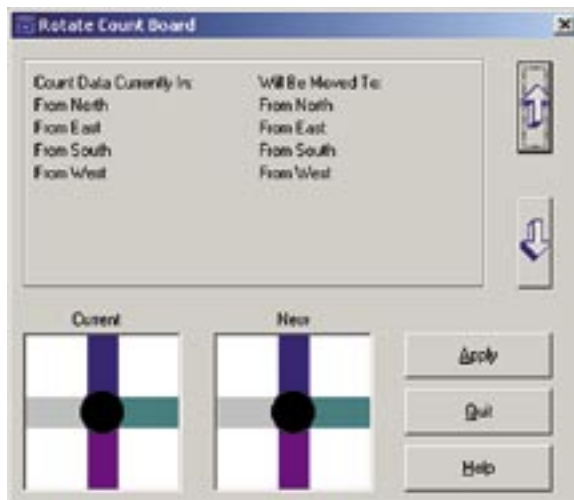 Rotate Count Board
Count Data Currently In: Will Be Moved To:
From North From North
From East From East
From South From South
From West From West
Current New
Apply
Quit
Help